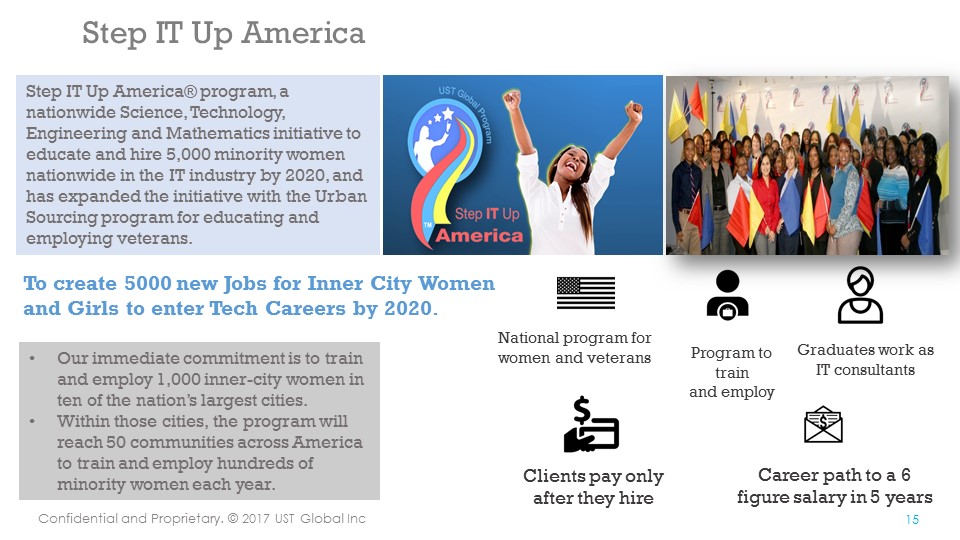 Step IT Up America
Step IT Up America® program, a
nationwide Science, Technology,
Engineering and Mathematics initiative to
educate and hire 5,000 minority women
nationwide in the IT industry by 2020, and
has expanded the initiative with the Urban
Sourcing program for educating and
employing veterans.
UST Global Program
Step IT Up
TM
America
To create 5000 new Jobs for Inner City Women
and Girls to enter Tech Careers by 2020.
• Our immediate commitment is to train
and employ 1,000 inner-city women in
ten of the nation's largest cities.
• Within those cities, the program will
reach 50 communities across America
to train and employ hundreds of
minority women each year.
National program for
women and veterans
Program to
train
and employ
Graduates work as
IT consultants
$
Clients pay only
after they hire
$
Career path to a 6
figure salary in 5 years
Confidential and Proprietary. © 2017 UST Global Inc
15